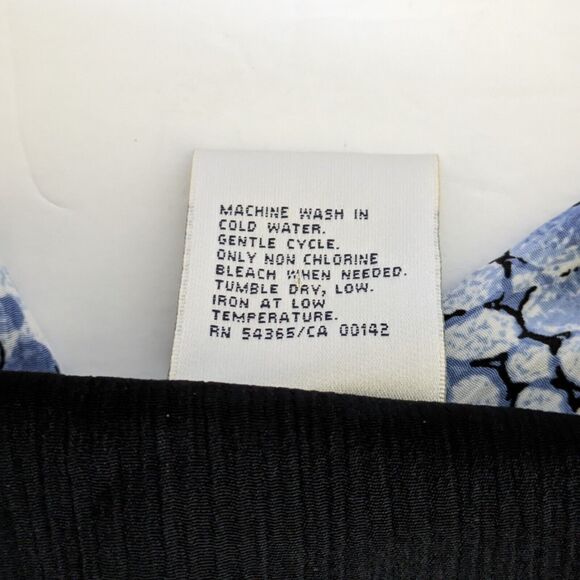 MACHINE WASH IN
COLD WATER.
GENTLE CYCLE.
ONLY NON CHLORINE
BLEACH WHEN NEEDED.
TUMBLE DRY, LOW.
IRON AT LOW
TEMPERATURE.
RN 54365/CA 00142